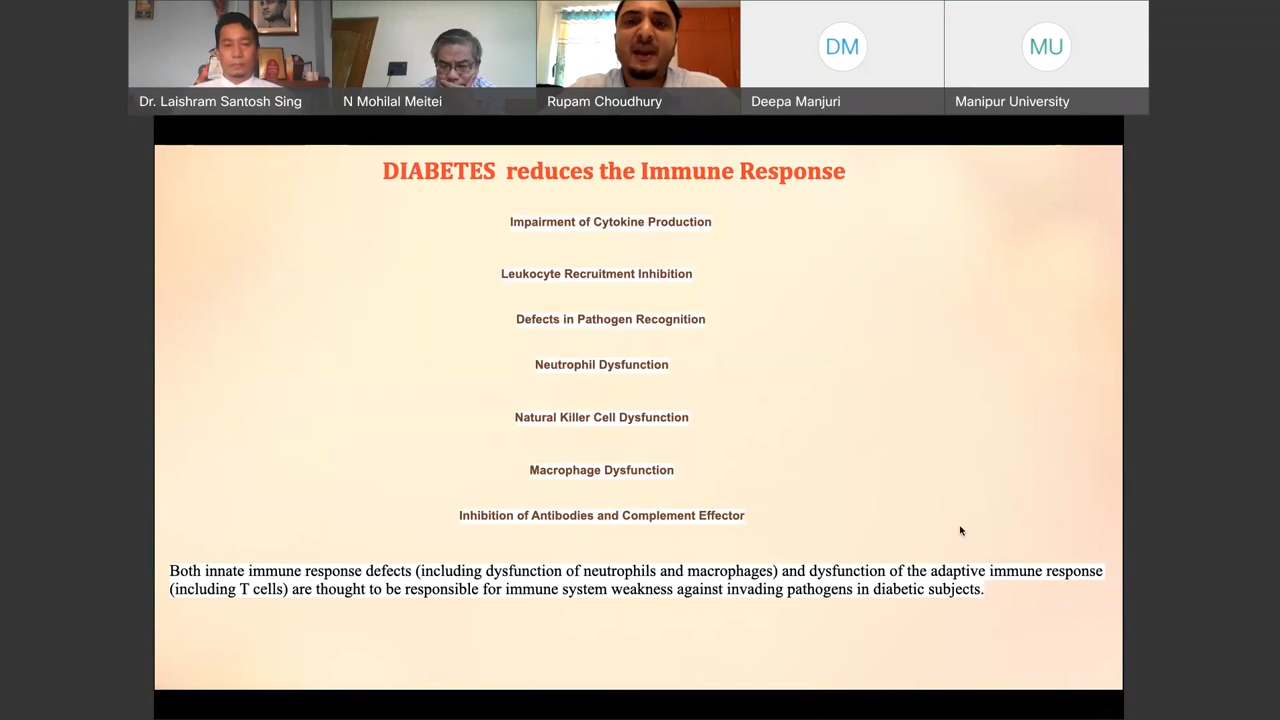 Dr. Laishram Santosh Sing
N Mohilal Meitei
Rupam Choudhury
DM
Deepa Manjuri
MU
Manipur University
DIABETES reduces the Immune Response
Impairment of Cytokine Production
Leukocyte Recruitment Inhibition
Defects in Pathogen Recognition
Neutrophil Dysfunction
Natural Killer Cell Dysfunction
Macrophage Dysfunction
Inhibition of Antibodies and Complement Effector
Both innate immune response defects (including dysfunction of neutrophils and macrophages) and dysfunction of the adaptive immune response
(including T cells) are thought to be responsible for immune system weakness against invading pathogens in diabetic subjects.